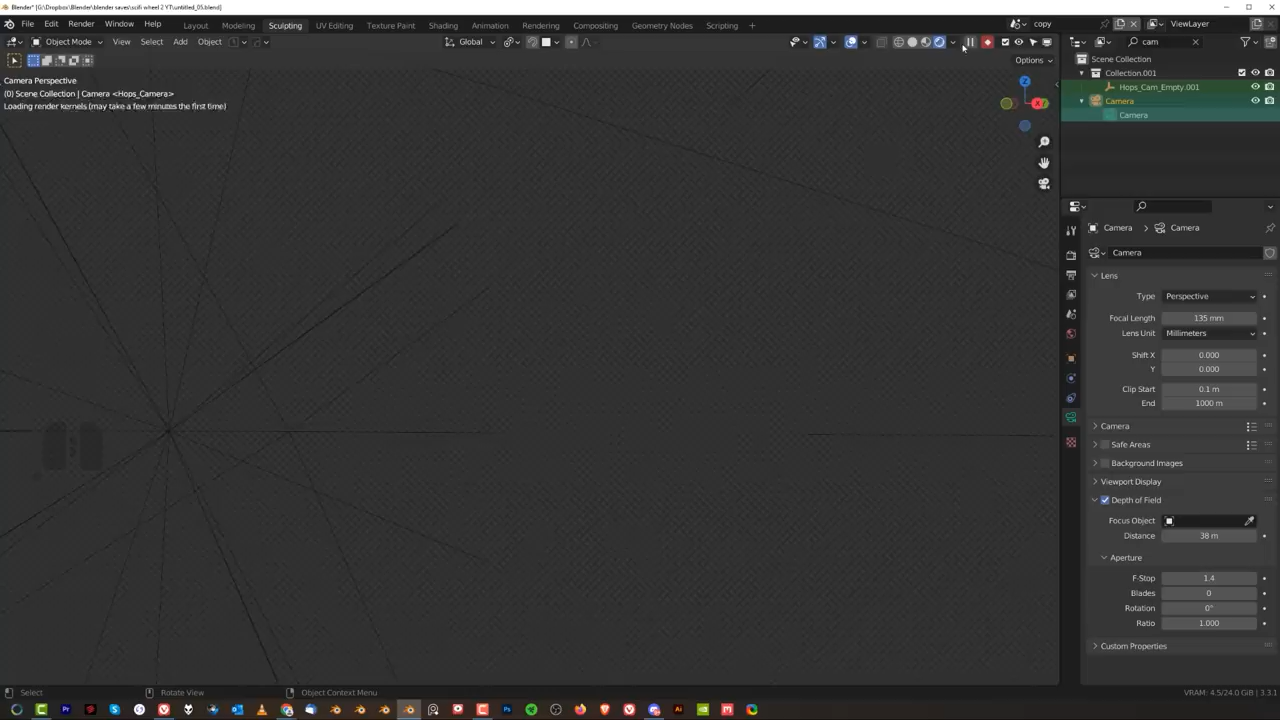 Blender* [G:\Dropbox\Blender\blender saves\scifi wheel 2 YT\untitled_05.blend]
File Edit Render Window Help Layout Modeling Sculpting UV Editing Texture Paint Shading Animation Rendering Compositing Geometry Nodes Scripting + copy ViewLayer
Object Mode View Select Add Object Global cam
Options
Camera Perspective
(0) Scene Collection | Camera <Hops_Camera>
Loading render kernels (may take a few minutes the first time)
Z
X
Y
Scene Collection
Collection.001
Hops_Cam_Empty.001
Camera
Camera
Camera > Camera
Camera
Lens
Type Perspective
Focal Length 135 mm
Lens Unit Millimeters
Shift X 0.000
Y 0.000
Clip Start 0.1 m
End 1000 m
Camera
Safe Areas
Background Images
Viewport Display
Depth of Field
Focus Object
Distance 38 m
Aperture
F-Stop 1.4
Blades 0
Rotation 0°
Ratio 1.000
Custom Properties
Select Rotate View Object Context Menu VRAM: 4.5/24.0 GiB | 3.3.1